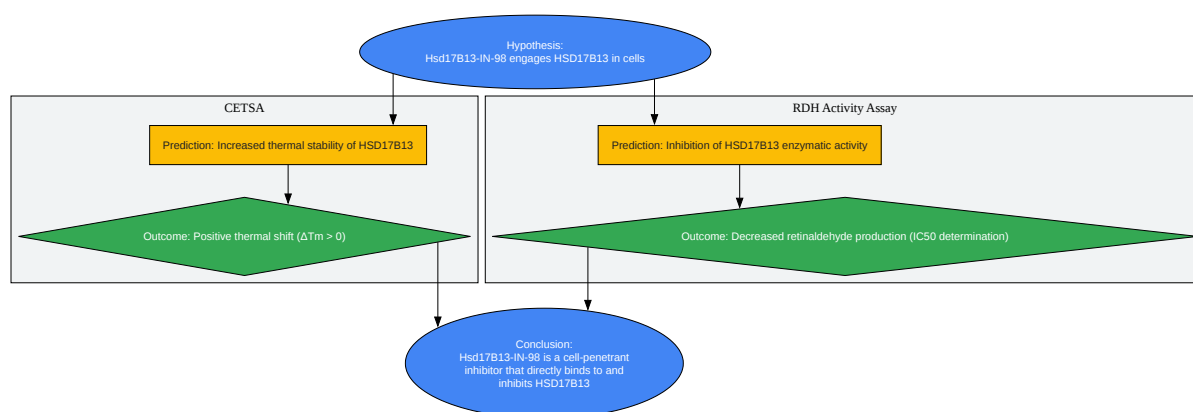 Hypothesis:
Hsd17B13-IN-98 engages HSD17B13 in cells
CETSA
RDH Activity Assay
Prediction: Increased thermal stability of HSD17B13
Prediction: Inhibition of HSD17B13 enzymatic activity
Outcome: Positive thermal shift (ΔTm > 0)
Outcome: Decreased retinaldehyde production (IC50 determination)
Conclusion:
Hsd17B13-IN-98 is a cell-penetrant
inhibitor that directly binds to and
inhibits HSD17B13